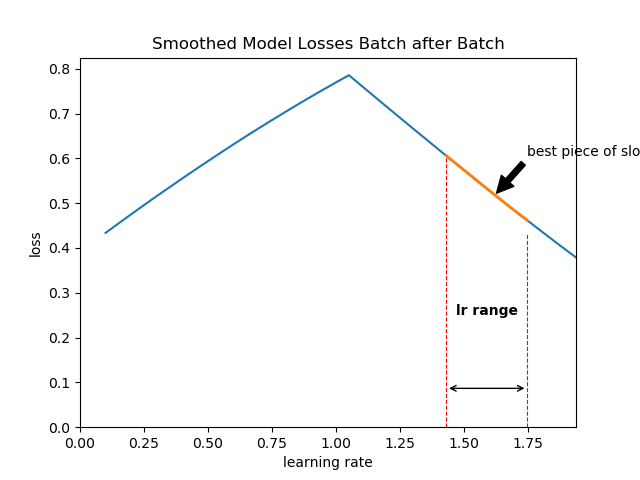 Smoothed Model Losses Batch after Batch
0.8
0.7
0.6
0.5
0.4
0.3
0.2
0.1
0.0
loss
best piece of slo
lr range
0.00 0.25 0.50 0.75 1.00 1.25 1.50 1.75
learning rate